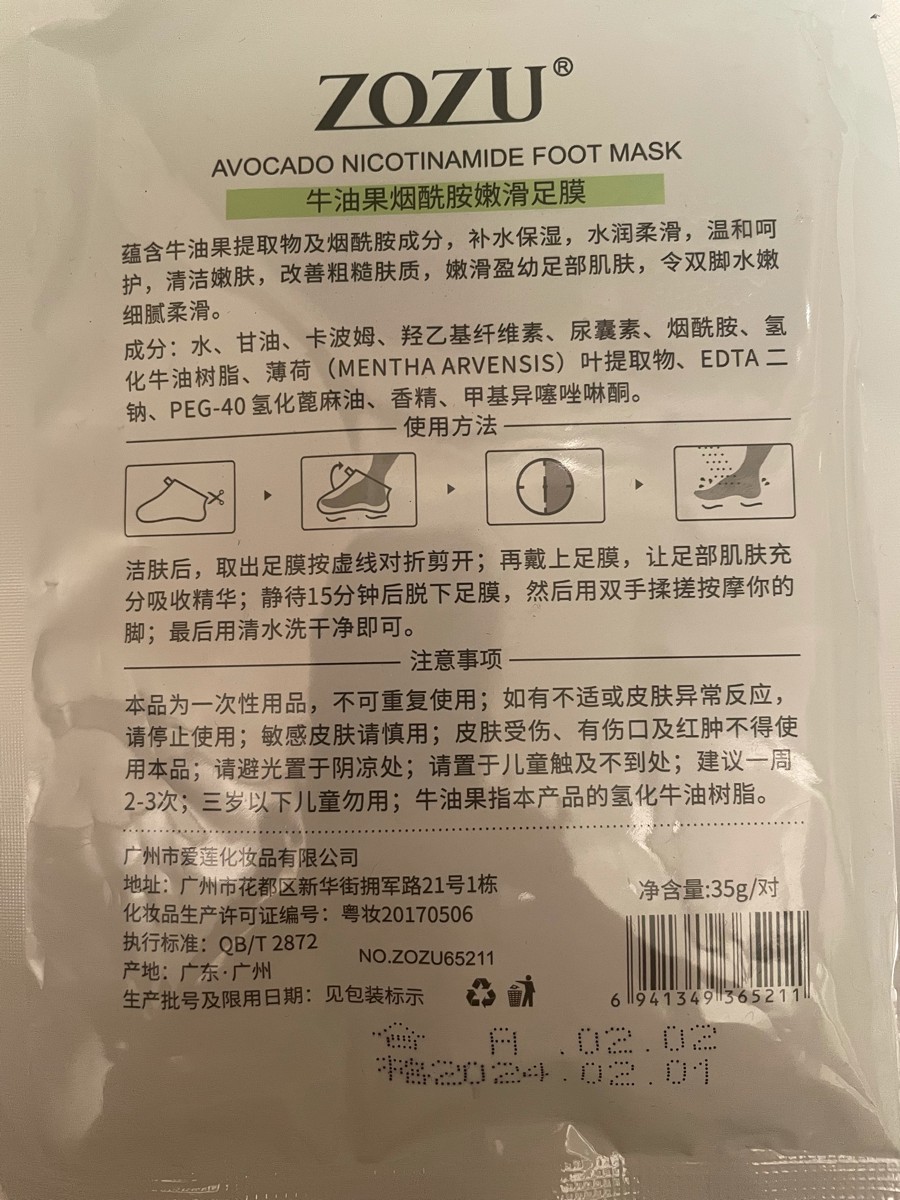 ZOZU®
AVOCADO NICOTINAMIDE FOOT MASK
牛油果烟酰胺嫩滑足膜
蕴含牛油果提取物及烟酰胺成分，补水保湿，水润柔滑，温和呵
护，清洁嫩肤，改善粗糙肤质，嫩滑盈幼足部肌肤，令双脚水嫩
细腻柔滑。
成分：水、甘油、卡波姆、羟乙基纤维素、尿囊素、烟酰胺、氢
化牛油树脂、薄荷（MENTHA ARVENSIS）叶提取物、EDTA 二
钠、PEG-40 氢化蓖麻油、香精、甲基异噻唑啉酮。
使用方法
洁肤后，取出足膜按虚线对折剪开；再戴上足膜，让足部肌肤充
分吸收精华；静待15分钟后脱下足膜，然后用双手揉搓按摩你的
脚；最后用清水洗干净即可。
注意事项
本品为一次性用品，不可重复使用；如有不适或皮肤异常反应，
请停止使用；敏感皮肤请慎用；皮肤受伤、有伤口及红肿不得使
用本品；请避光置于阴凉处；请置于儿童触及不到处；建议一周
2-3次；三岁以下儿童勿用；牛油果指本产品的氢化牛油树脂。
广州市爱莲化妆品有限公司
地址：广州市花都区新华街拥军路21号1栋
化妆品生产许可证编号：粤妆20170506
执行标准：QB/T 2872
产地：广东·广州
生产批号及限用日期：见包装标示
NO.ZOZU65211
净含量:35g/对
6 941349 365211
A .02.02
2024.02.01